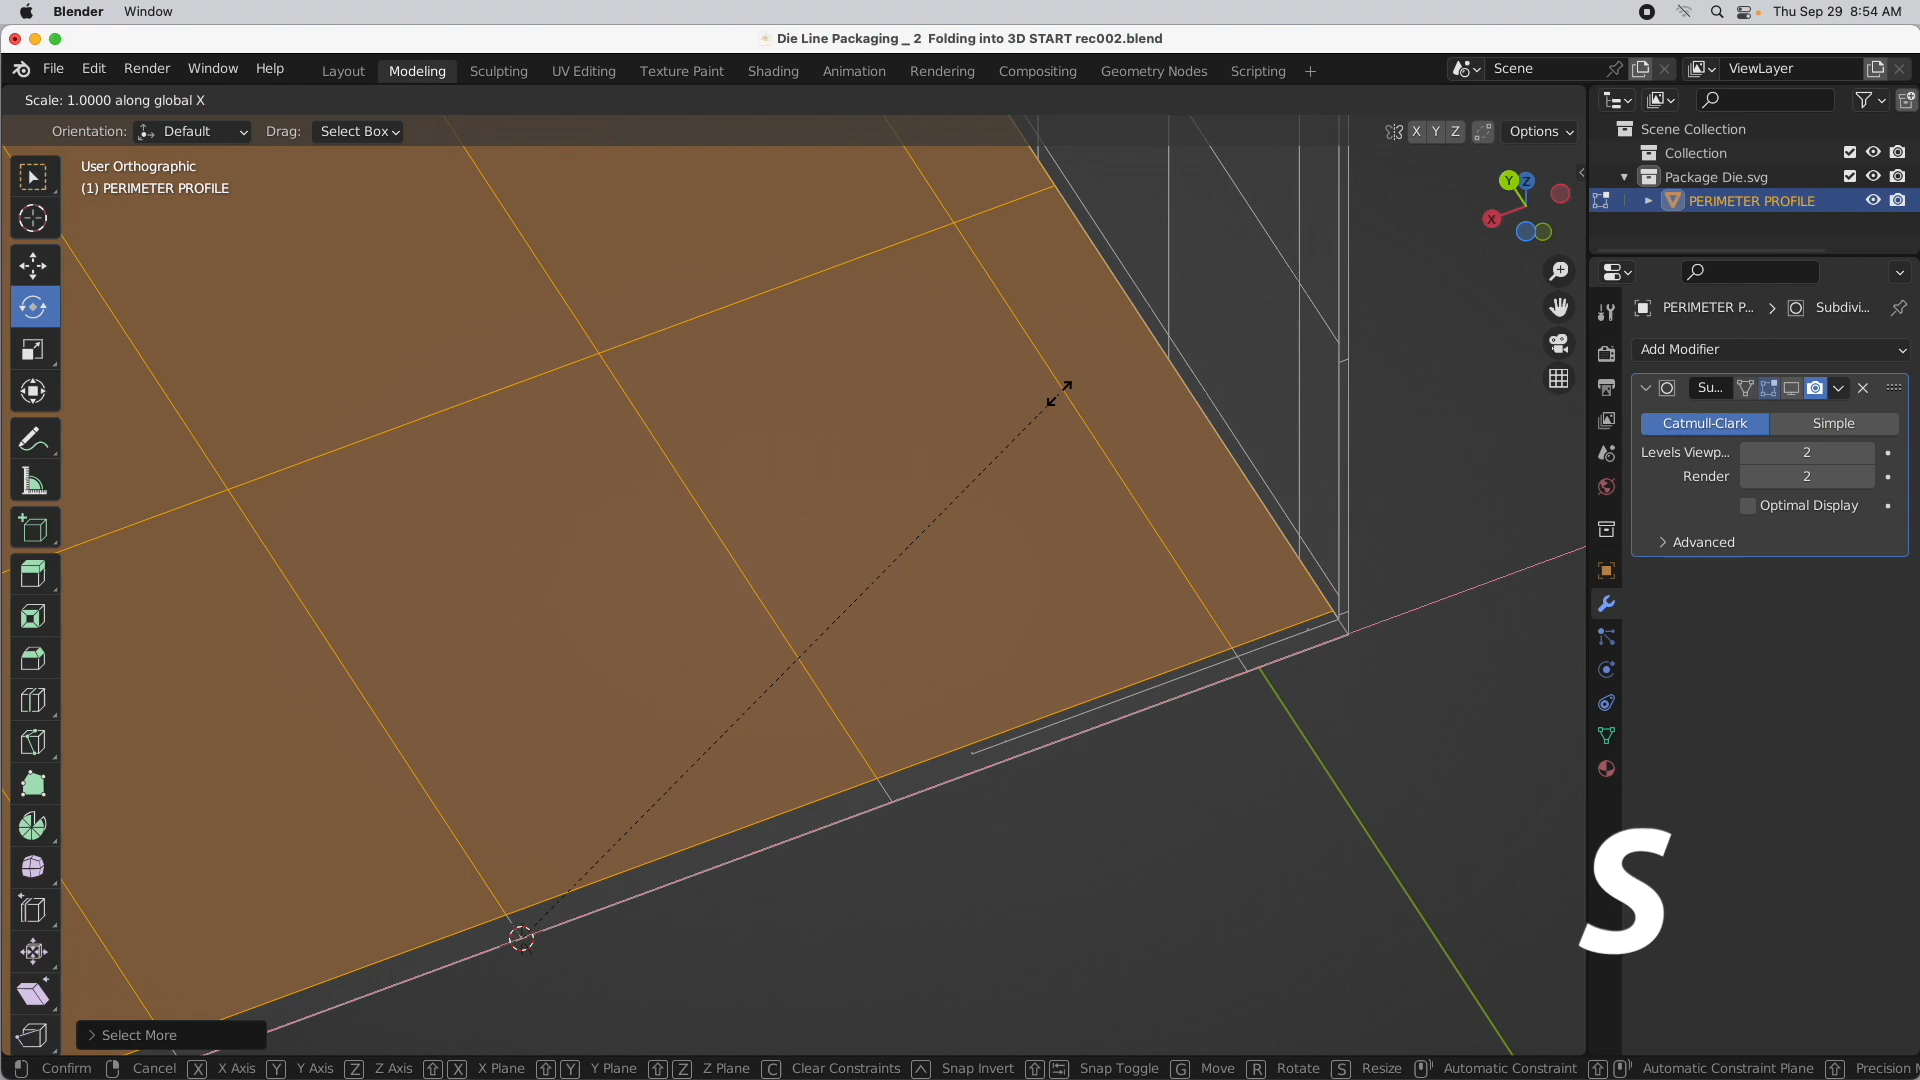 Blender Window
Thu Sep 29 8:54 AM
Die Line Packaging _ 2 Folding into 3D START rec002.blend
File Edit Render Window Help
Layout Modeling Sculpting UV Editing Texture Paint Shading Animation Rendering Compositing Geometry Nodes Scripting +
Scene
ViewLayer
Scale: 1.0000 along global X
Orientation: Default Drag: Select Box
X Y Z Options
User Orthographic
(1) PERIMETER PROFILE
Y Z
X
Scene Collection
Collection
Package Die.svg
PERIMETER PROFILE
PERIMETER P... Subdivi...
Add Modifier
Su...
Catmull-Clark Simple
Levels Viewp... 2
Render 2
Optimal Display
Advanced
S
Select More
Confirm Cancel X X Axis Y Y Axis Z Z Axis X X Plane Y Y Plane Z Z Plane C Clear Constraints Snap Invert Snap Toggle G Move R Rotate S Resize Automatic Constraint Automatic Constraint Plane Precision